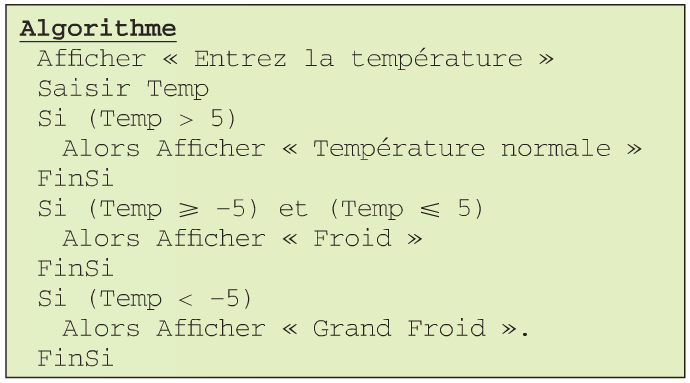 Algorithme
Afficher « Entrez la température »
Saisir Temp
Si (Temp > 5)
Alors Afficher « Température normale »
FinSi
Si (Temp ⩾ –5) et (Temp ⩽ 5)
Alors Afficher « Froid »
FinSi
Si (Temp < –5)
Alors Afficher « Grand Froid ».
FinSi